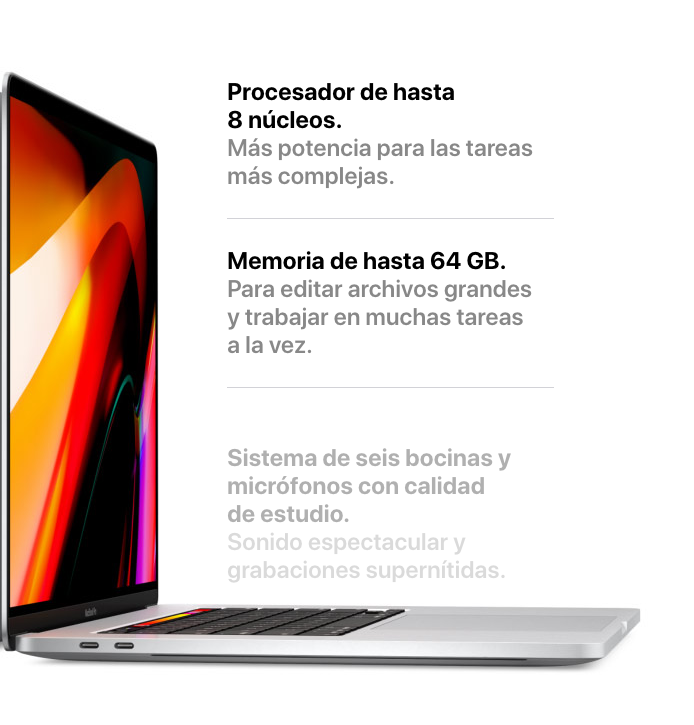 Procesador de hasta
8 núcleos.
Más potencia para las tareas
más complejas.
Memoria de hasta 64 GB.
Para editar archivos grandes
y trabajar en muchas tareas
a la vez.
Sistema de seis bocinas y
micrófonos con calidad
de estudio.
Sonido espectacular y
grabaciones supernítidas.